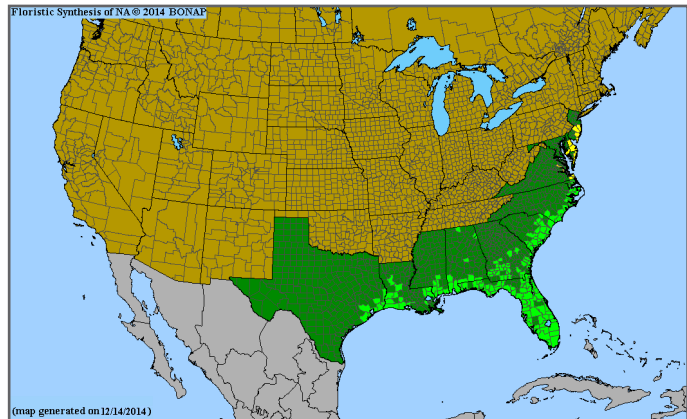 Floristic Synthesis of NA © 2014 BONAP
(map generated on 12/14/2014)